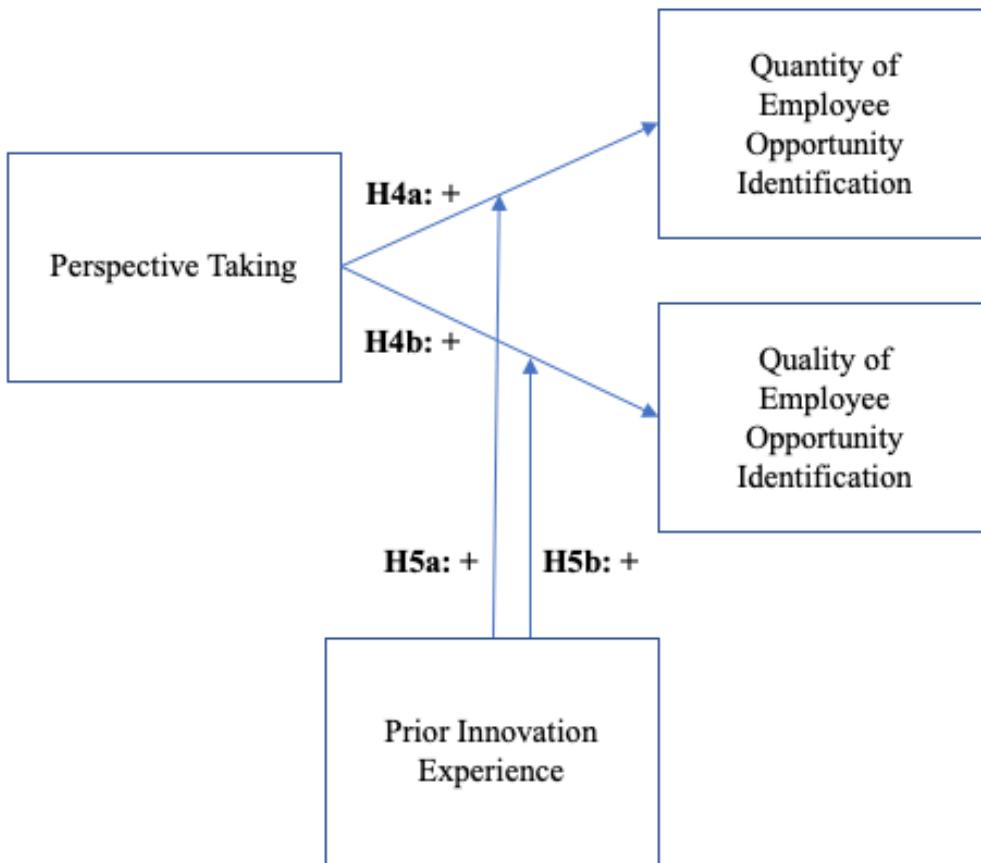 Quantity of
Employee
Opportunity
Identification
H4a: +
Perspective Taking
H4b: +
Quality of
Employee
Opportunity
Identification
H5a: +
H5b: +
Prior Innovation
Experience